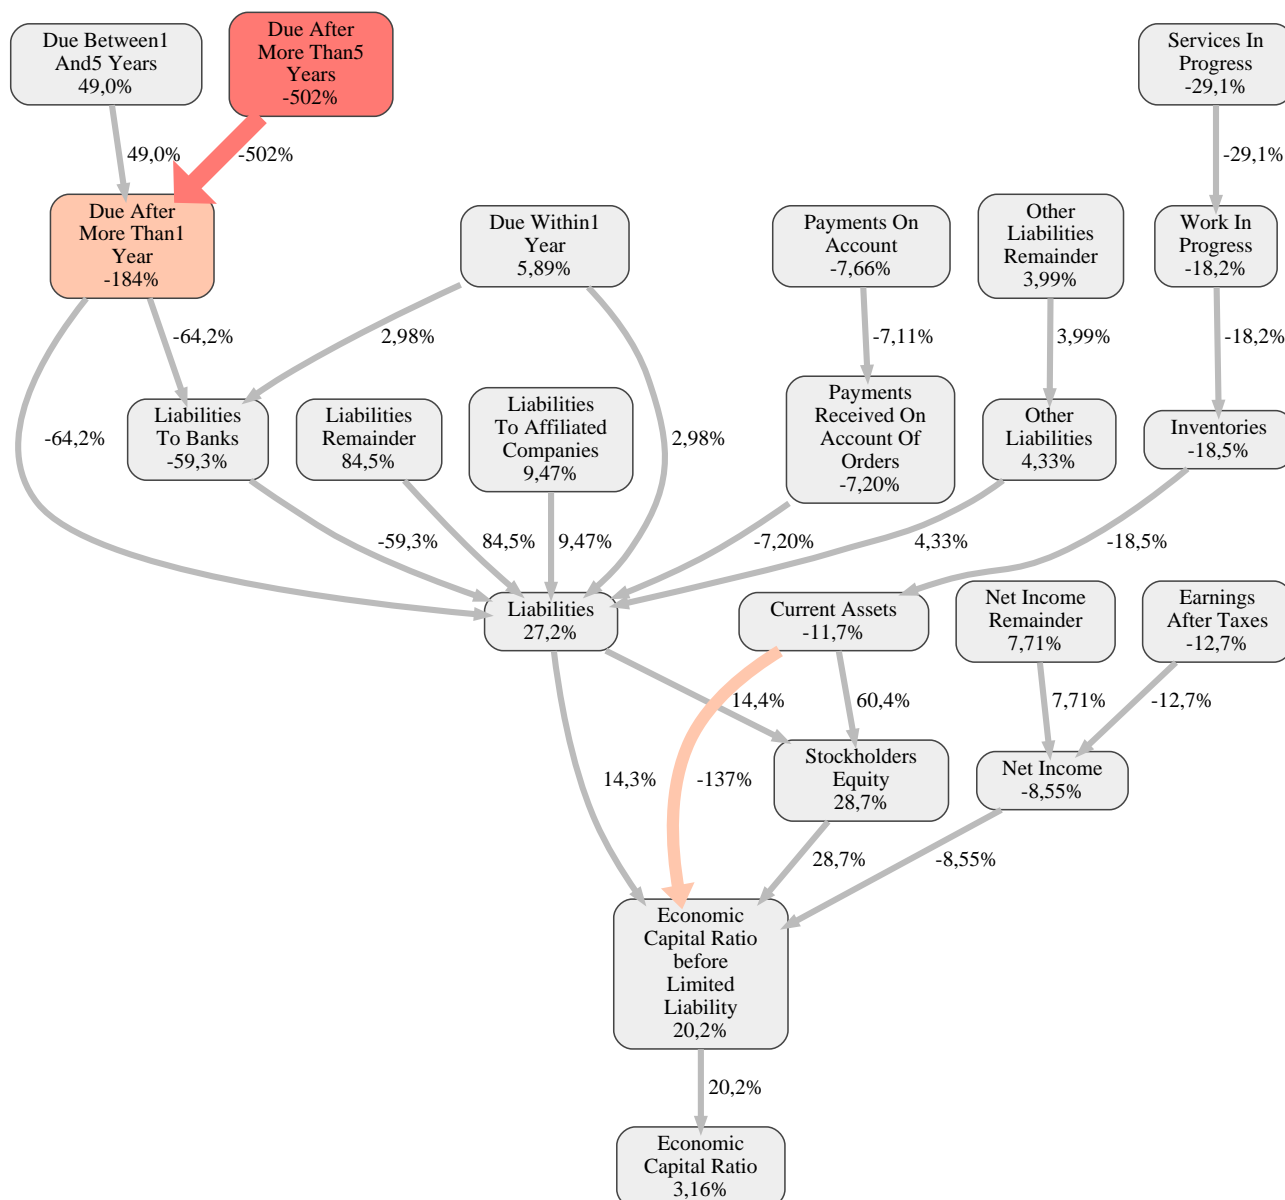 Due Between1
And5 Years
49,0%
Due After
More Than5
Years
-502%
Services In
Progress
-29,1%
49,0%
-502%
-29,1%
Due After
More Than1
Year
-184%
Due Within1
Year
5,89%
Payments On
Account
-7,66%
Other
Liabilities
Remainder
3,99%
Work In
Progress
-18,2%
-64,2%
2,98%
-7,11%
3,99%
-18,2%
Liabilities
To Banks
-59,3%
Liabilities
Remainder
84,5%
Liabilities
To Affiliated
Companies
9,47%
Payments
Received On
Account Of
Orders
-7,20%
Other
Liabilities
4,33%
Inventories
-18,5%
-64,2%
2,98%
-59,3%
84,5%
9,47%
-7,20%
4,33%
-18,5%
Liabilities
27,2%
Current Assets
-11,7%
Net Income
Remainder
7,71%
Earnings
After Taxes
-12,7%
14,4%
60,4%
7,71%
-12,7%
Stockholders
Equity
28,7%
Net Income
-8,55%
14,3%
-137%
28,7%
-8,55%
Economic
Capital Ratio
before
Limited
Liability
20,2%
20,2%
Economic
Capital Ratio
3,16%